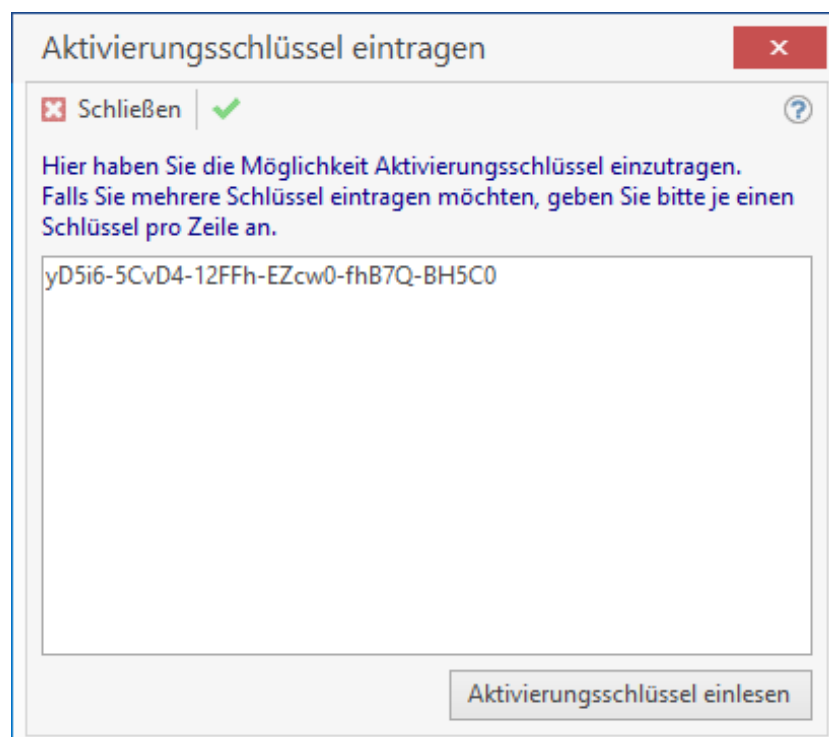 Aktivierungsschlüssel eintragen
Schließen
Hier haben Sie die Möglichkeit Aktivierungsschlüssel einzutragen.
Falls Sie mehrere Schlüssel eintragen möchten, geben Sie bitte je einen
Schlüssel pro Zeile an.
yD5i6-5CvD4-12FFh-EZcw0-fhB7Q-BH5C0
Aktivierungsschlüssel einlesen